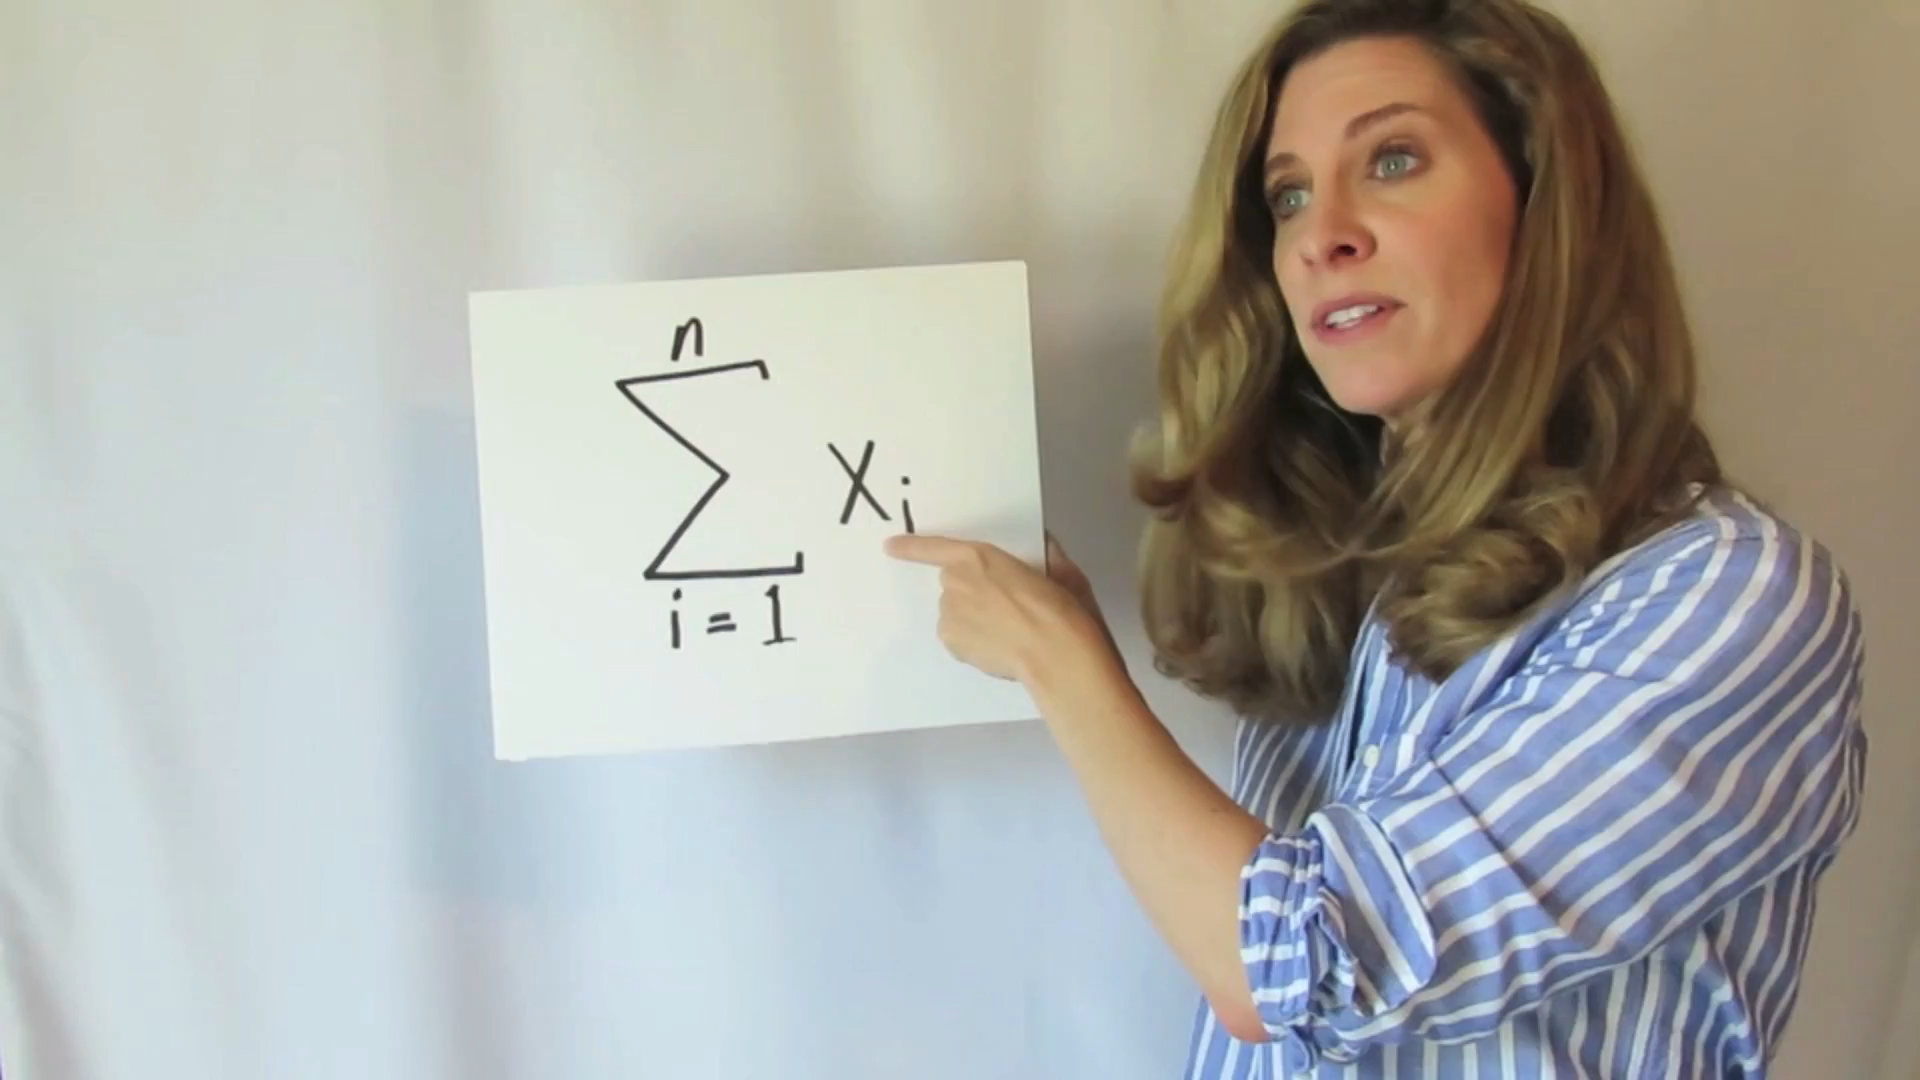 n
∑ Xi
i = 1